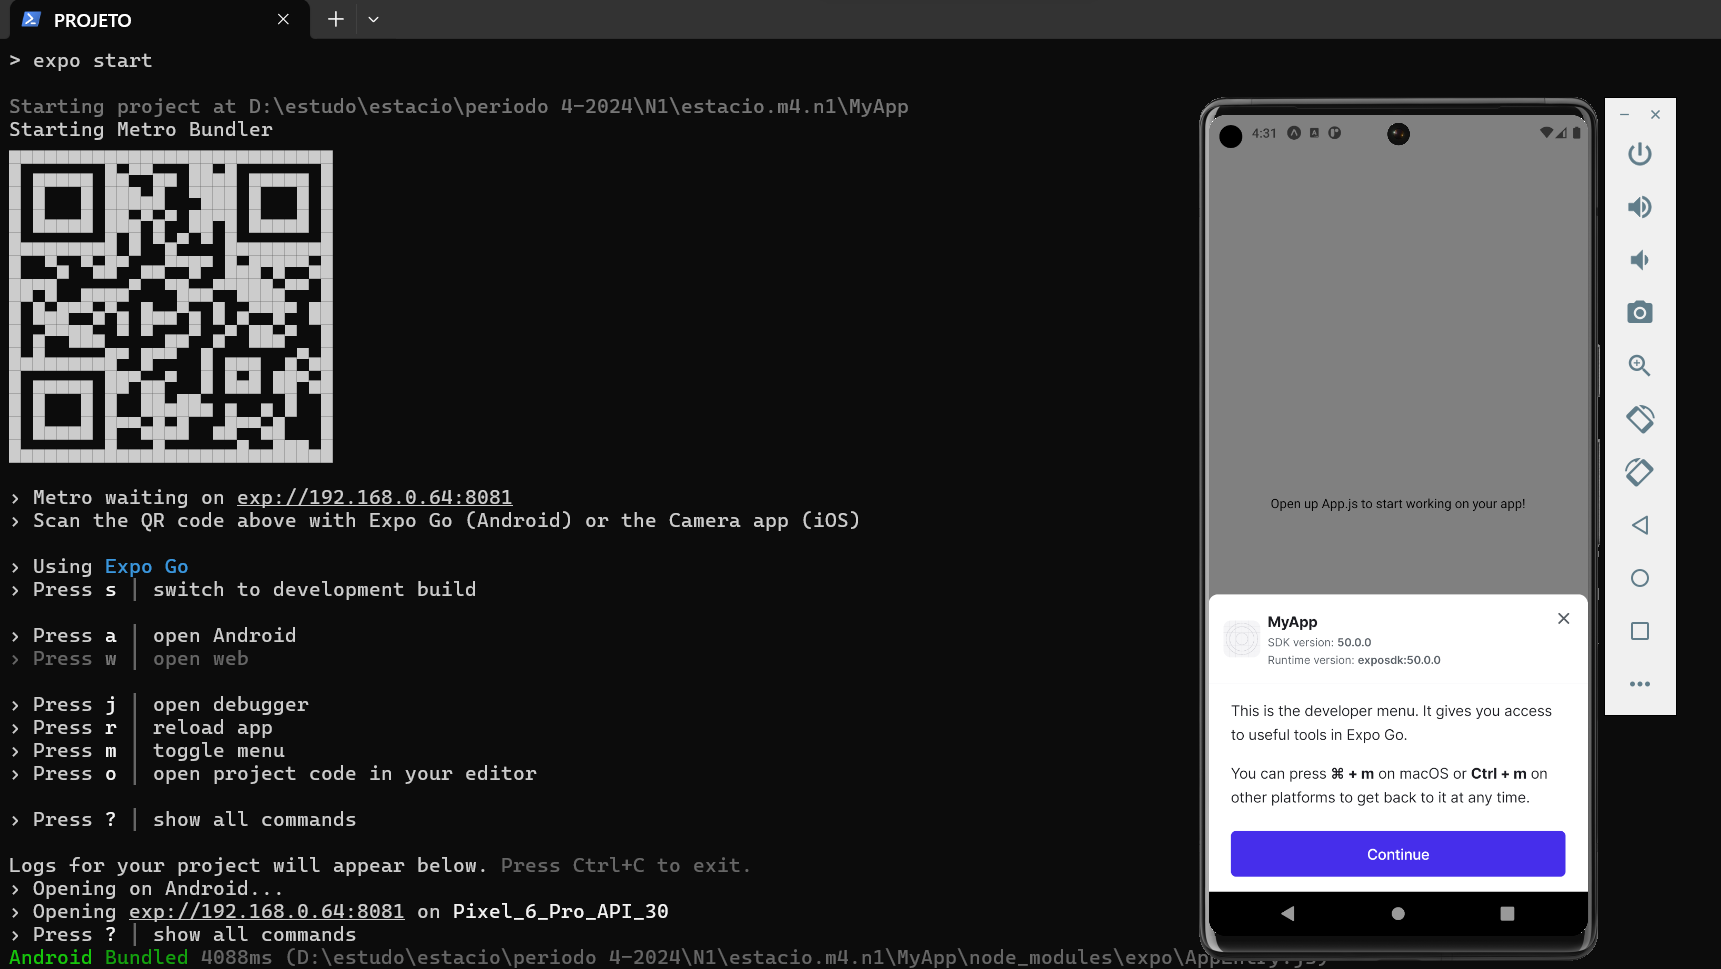 PROJETO
> expo start
Starting project at D:\estudo\estacio\periodo 4-2024\N1\estacio.m4.n1\MyApp
Starting Metro Bundler
› Metro waiting on exp://192.168.0.64:8081
› Scan the QR code above with Expo Go (Android) or the Camera app (iOS)
› Using Expo Go
› Press s │ switch to development build
› Press a │ open Android
› Press w │ open web
› Press j │ open debugger
› Press r │ reload app
› Press m │ toggle menu
› Press o │ open project code in your editor
› Press ? │ show all commands
Logs for your project will appear below. Press Ctrl+C to exit.
› Opening on Android...
› Opening exp://192.168.0.64:8081 on Pixel_6_Pro_API_30
› Press ? │ show all commands
Android Bundled 4088ms (D:\estudo\estacio\periodo 4-2024\N1\estacio.m4.n1\MyApp\node_modules\expo\AppEntry.js)
4:31
Open up App.js to start working on your app!
MyApp
SDK version: 50.0.0
Runtime version: exposdk:50.0.0
This is the developer menu. It gives you access
to useful tools in Expo Go.
You can press ⌘ + m on macOS or Ctrl + m on
other platforms to get back to it at any time.
Continue